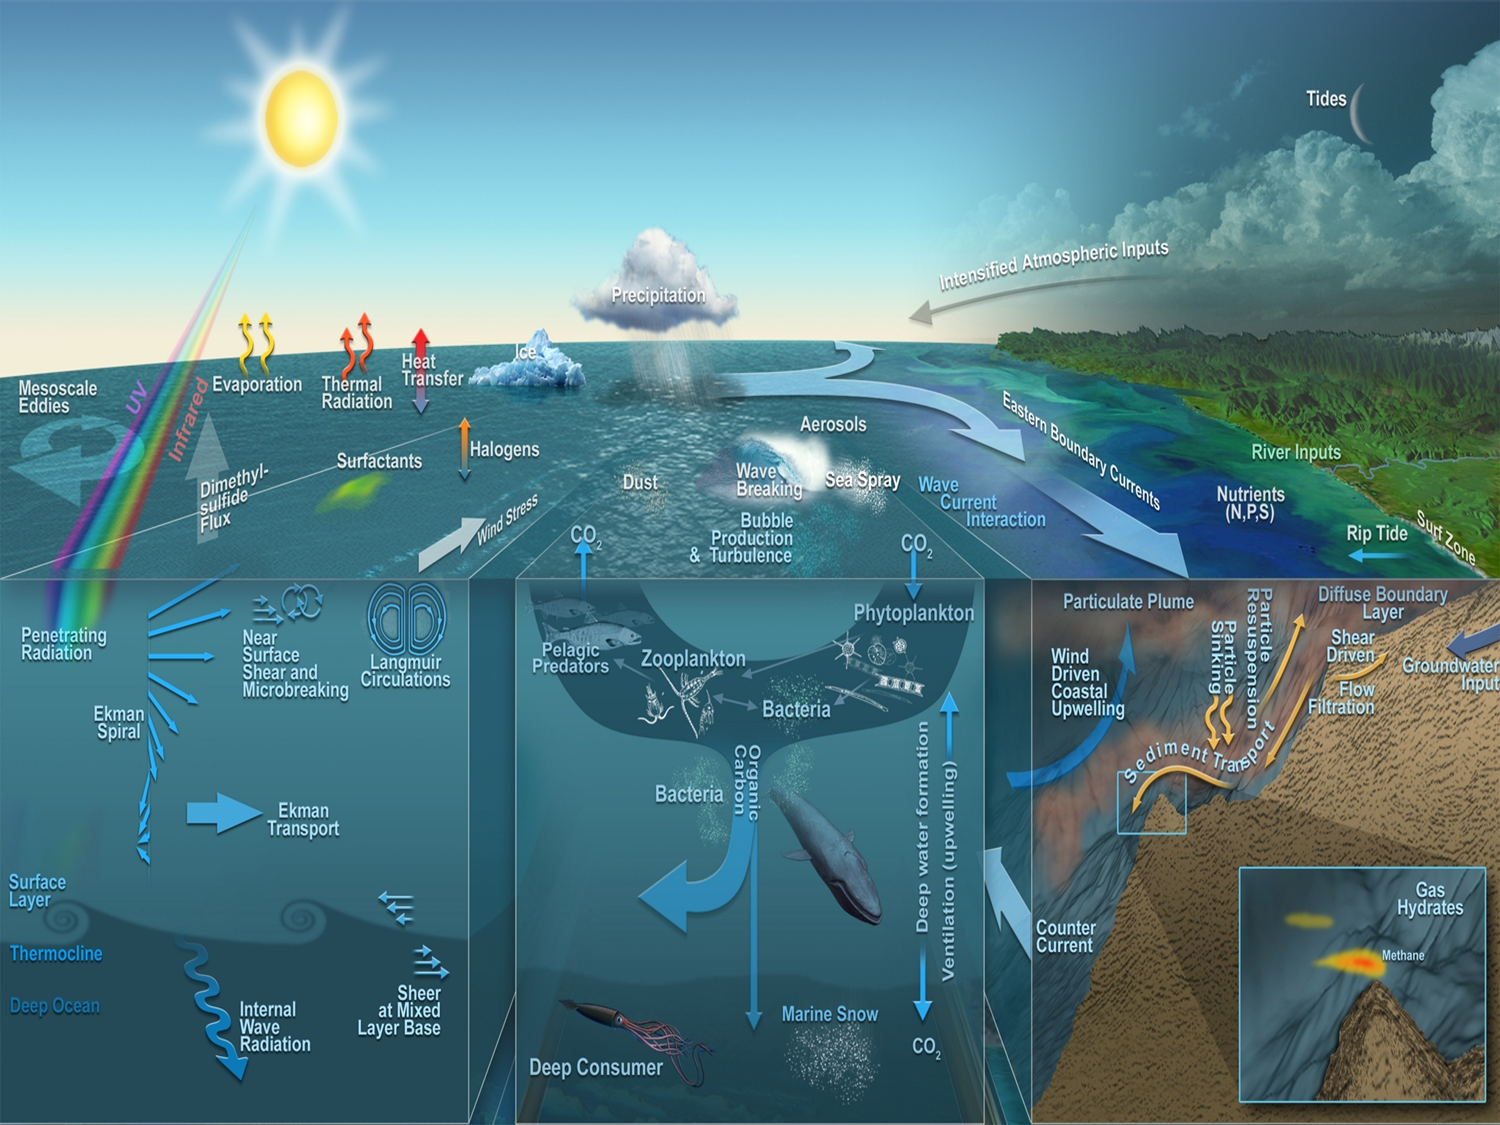 Tides
Intensified Atmospheric Inputs
Precipitation
Ice
Heat
Transfer
Mesoscale
Eddies
UV
Infrared
Evaporation
Thermal
Radiation
Eastern Boundary Currents
Aerosols
Halogens
Surfactants
River Inputs
Dimethyl-
sulfide
Flux
Dust
Wave
Breaking
Sea Spray
Wave
Current
Interaction
Nutrients
(N,P,S)
Wind Stress
Bubble
Production
& Turbulence
CO2
CO2
Rip Tide
Surf Zone
Penetrating
Radiation
Near
Surface
Shear and
Microbreaking
Langmuir
Circulations
Ekman
Spiral
Ekman
Transport
Surface
Layer
Thermocline
Deep Ocean
Internal
Wave
Radiation
Sheer
at Mixed
Layer Base
Phytoplankton
Pelagic
Predators
Zooplankton
Bacteria
Organic
Carbon
Bacteria
Deep water formation
Ventilation (upwelling)
Marine Snow
CO2
Deep Consumer
Particulate Plume
Particle
Resuspension
Particle
Sinking
Diffuse Boundary
Layer
Shear
Driven
Flow
Filtration
Groundwater
Input
Wind
Driven
Coastal
Upwelling
Sediment Transport
Counter
Current
Gas
Hydrates
Methane